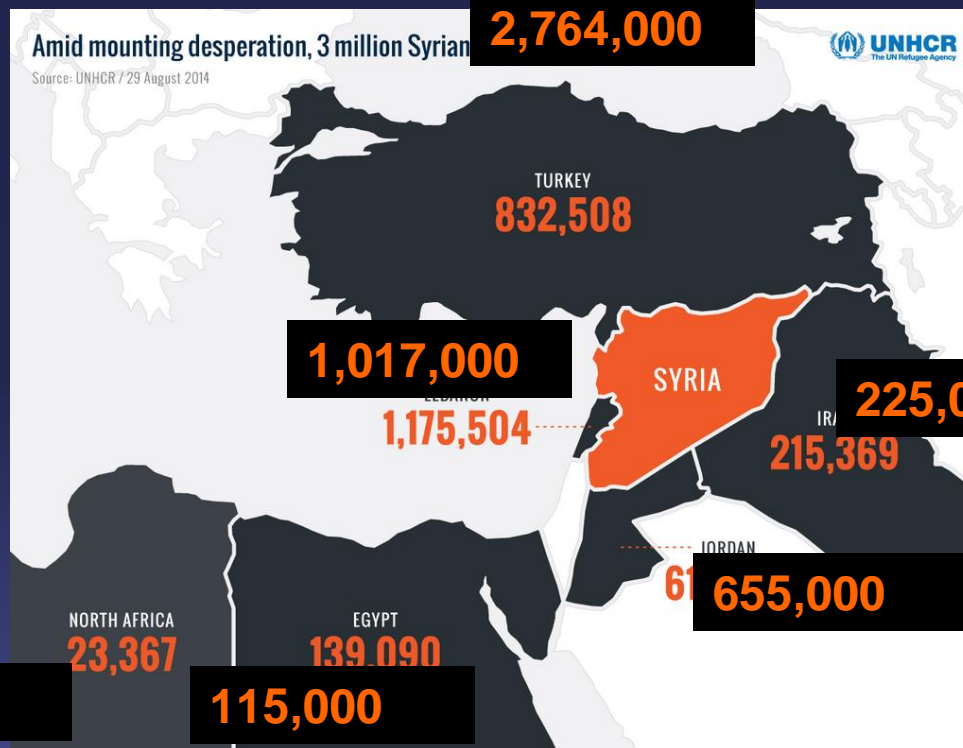 2,764,000
Amid mounting desperation, 3 million Syrian
UNHCR
The UN Refugee Agency
Source: UNHCR / 29 August 2014
TURKEY
832,508
1,017,000
SYRIA
1,175,504
225,0
215,369
JORDAN
655,000
NORTH AFRICA
23,367
EGYPT
139,090
115,000